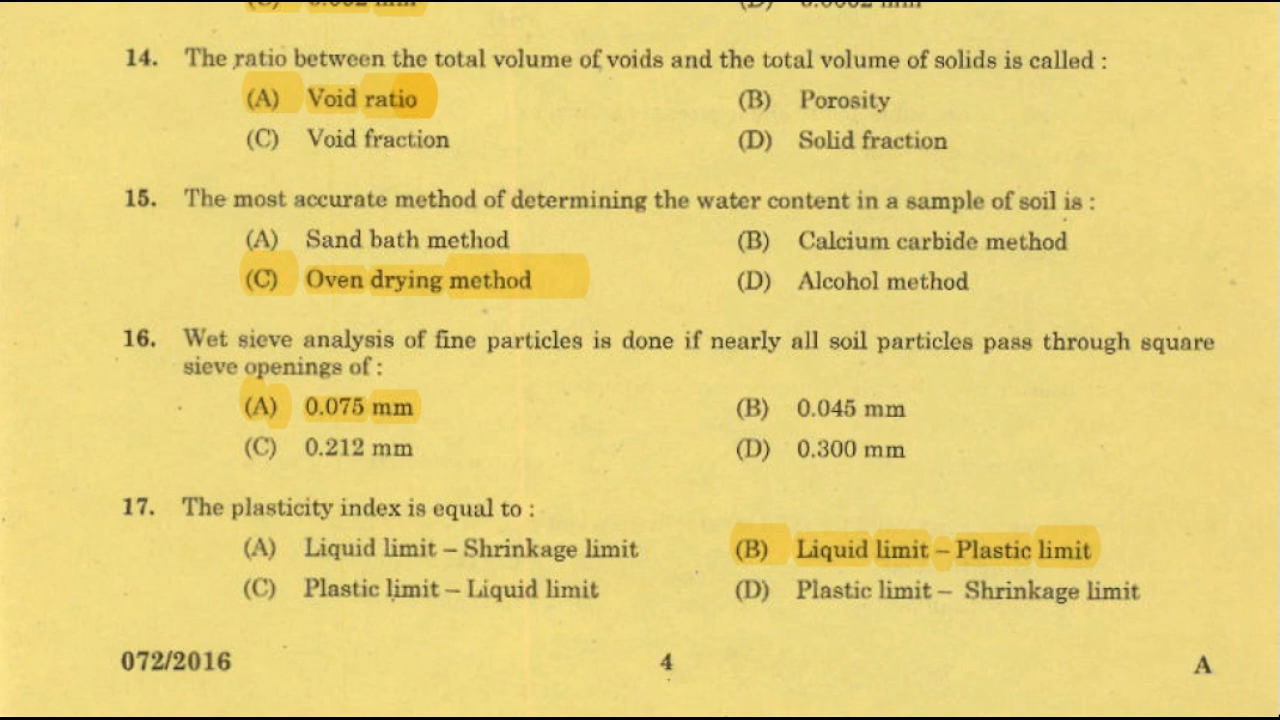 14. The ratio between the total volume of voids and the total volume of solids is called :
(A) Void ratio (B) Porosity
(C) Void fraction (D) Solid fraction
15. The most accurate method of determining the water content in a sample of soil is :
(A) Sand bath method (B) Calcium carbide method
(C) Oven drying method (D) Alcohol method
16. Wet sieve analysis of fine particles is done if nearly all soil particles pass through square
sieve openings of :
(A) 0.075 mm (B) 0.045 mm
(C) 0.212 mm (D) 0.300 mm
17. The plasticity index is equal to :
(A) Liquid limit – Shrinkage limit (B) Liquid limit – Plastic limit
(C) Plastic limit – Liquid limit (D) Plastic limit – Shrinkage limit
072/2016 4 A